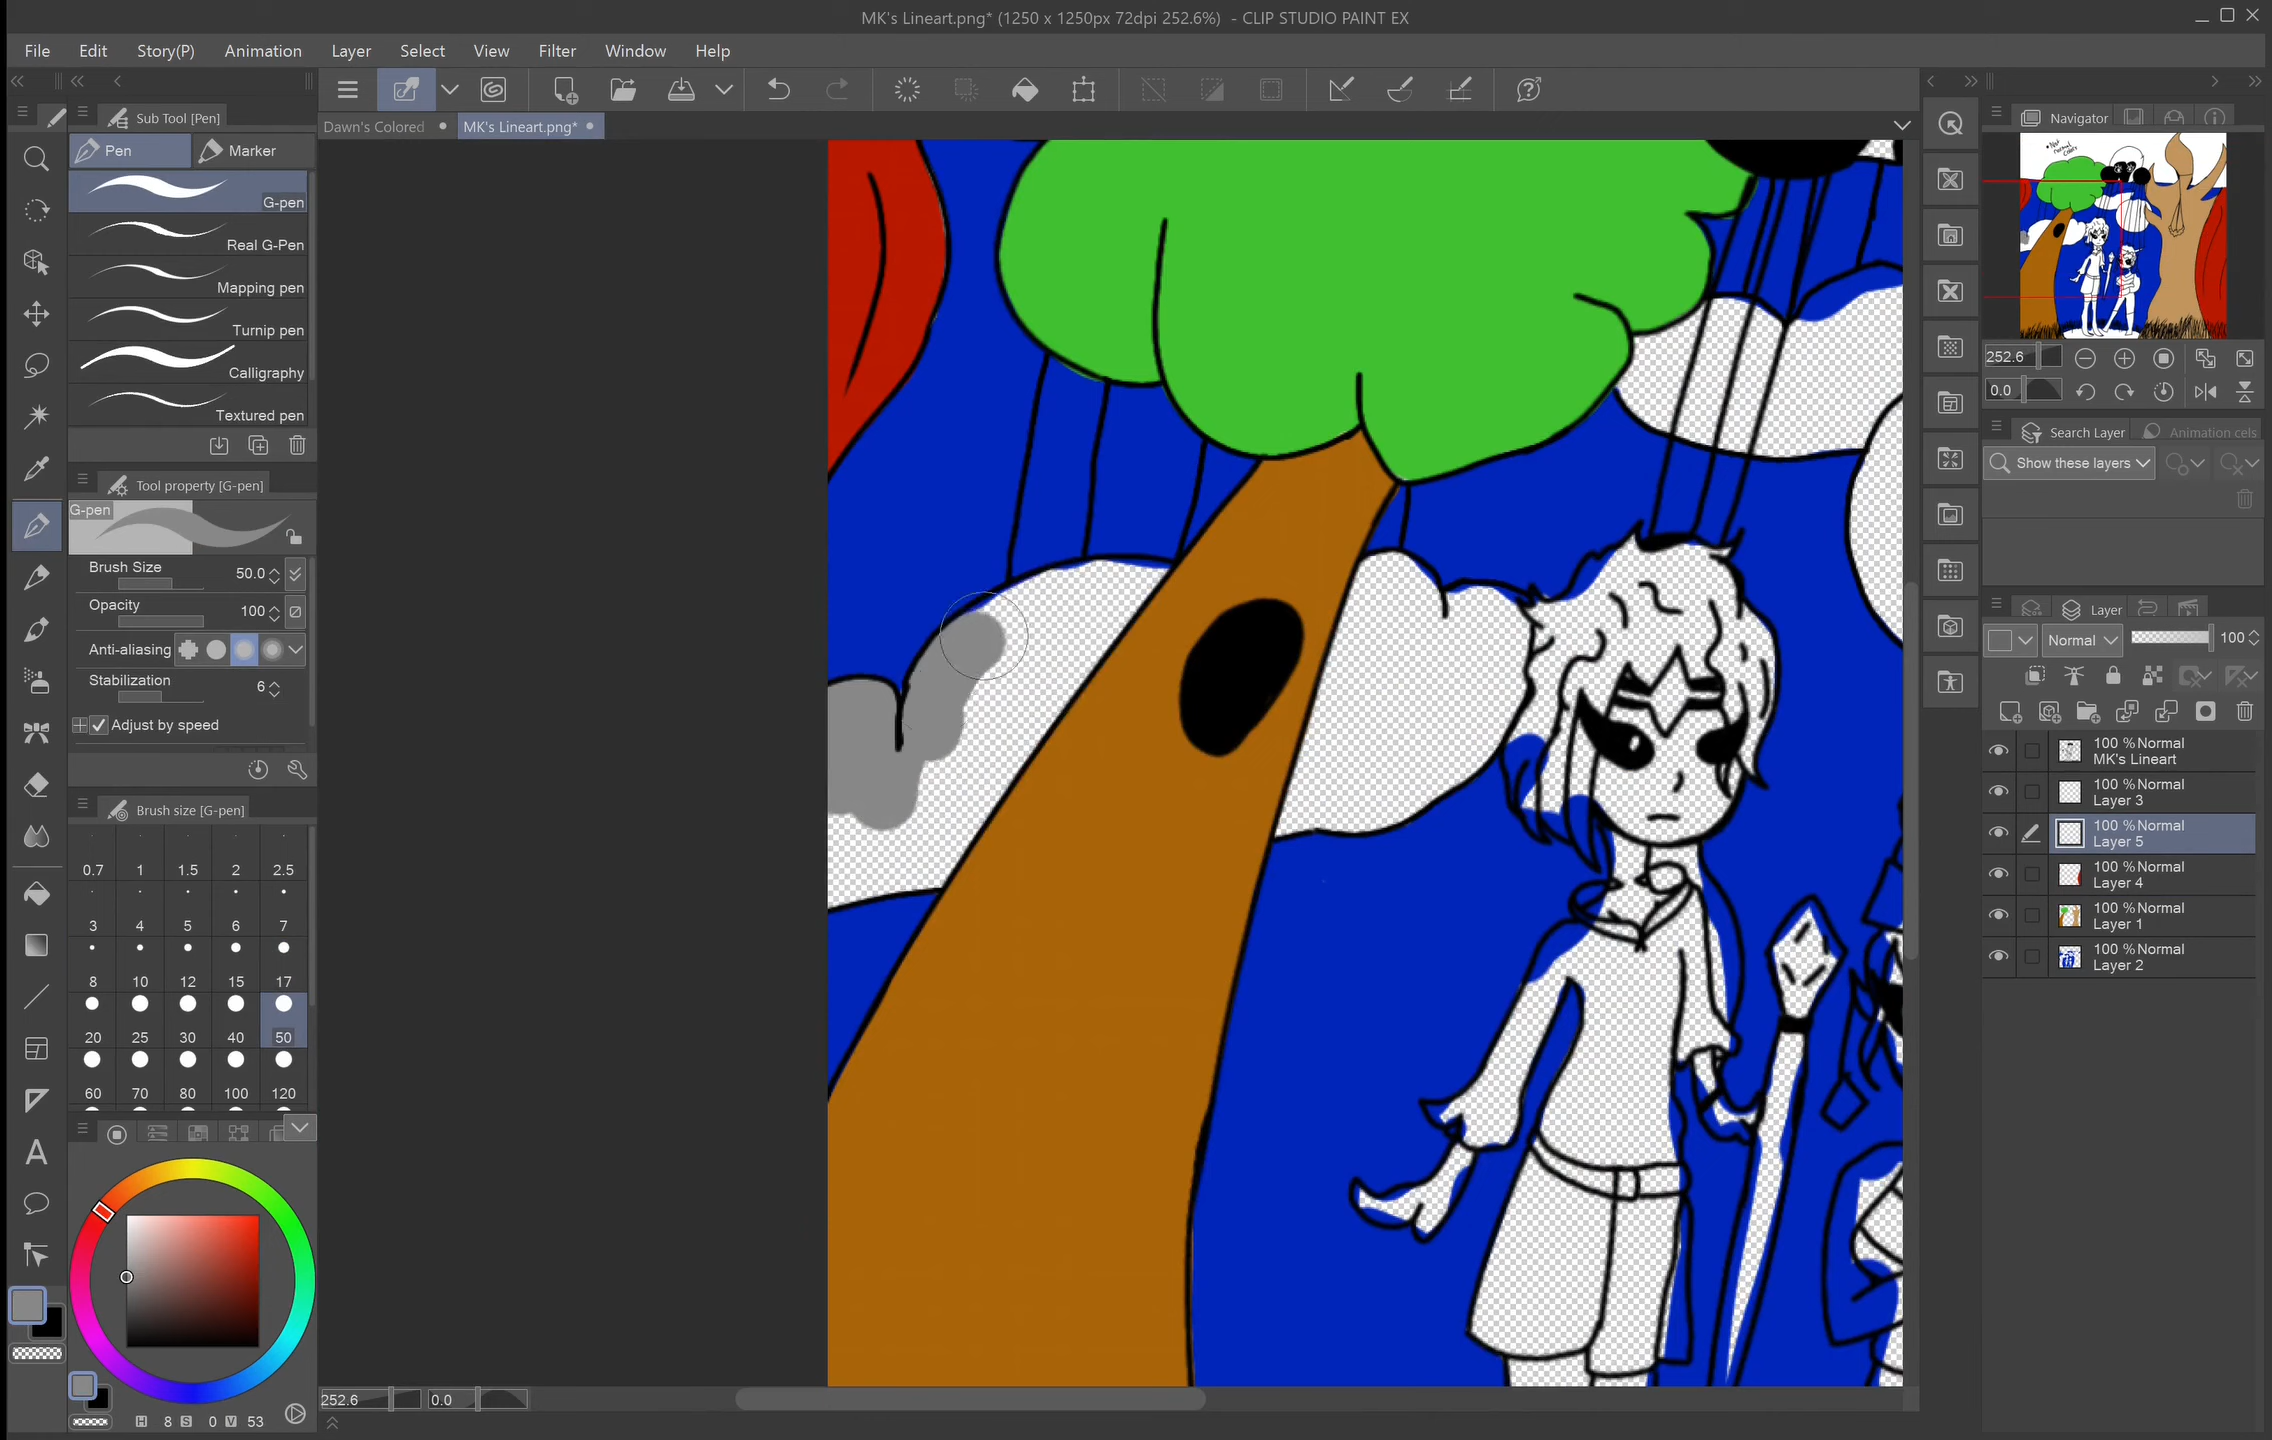 MK's Lineart.png* (1250 x 1250px 72dpi 252.6%) - CLIP STUDIO PAINT EX
File Edit Story(P) Animation Layer Select View Filter Window Help
Sub Tool [Pen]
Pen Marker
G-pen
Real G-Pen
Mapping pen
Turnip pen
Calligraphy
Textured pen
Tool property [G-pen]
G-pen
Brush Size 50.0
Opacity 100
Anti-aliasing
Stabilization 6
Adjust by speed
Brush size [G-pen]
0.7 1 1.5 2 2.5
3 4 5 6 7
8 10 12 15 17
20 25 30 40 50
60 70 80 100 120
H 8 S 0 V 53
Dawn's Colored MK's Lineart.png*
252.6 0.0
Navigator
Not
normal
colors
252.6
0.0
Search Layer Animation cels
Show these layers
Layer
Normal 100
100 %Normal
MK's Lineart
100 %Normal
Layer 3
100 %Normal
Layer 5
100 %Normal
Layer 4
100 %Normal
Layer 1
100 %Normal
Layer 2